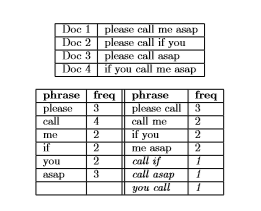 Doc 1 please call me asap
Doc 2 please call if you
Doc 3 please call asap
Doc 4 if you call me asap
phrase freq phrase freq
please 3 please call 3
call 4 call me 2
me 2 if you 2
if 2 me asap 2
you 2 call if 1
asap 3 call asap 1
you call 1